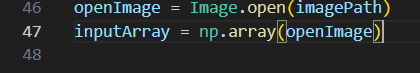 46 openImage = Image.open(imagePath)
47 inputArray = np.array(openImage)
48